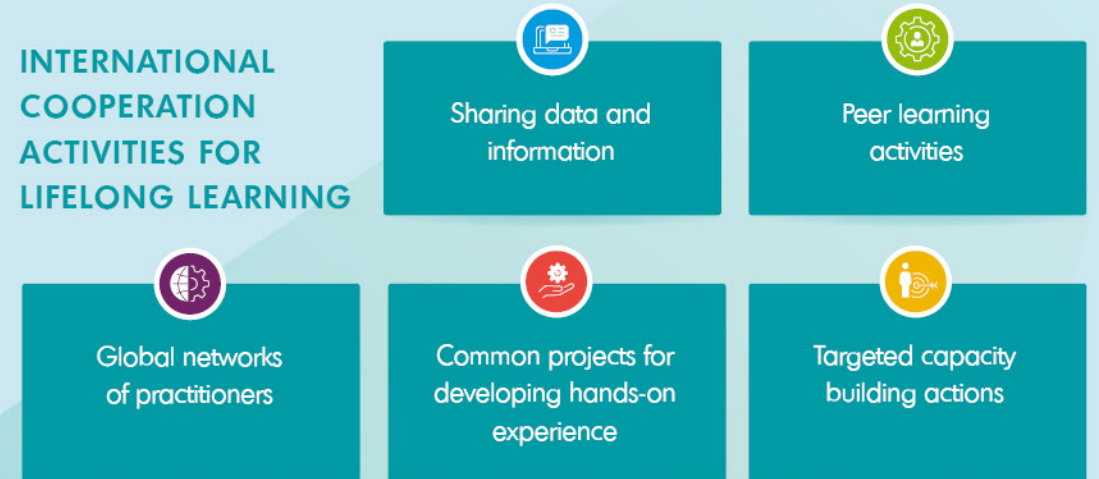 INTERNATIONAL
COOPERATION
ACTIVITIES FOR
LIFELONG LEARNING
Sharing data and
information
Peer learning
activities
Global networks
of practitioners
Common projects for
developing hands-on
experience
Targeted capacity
building actions